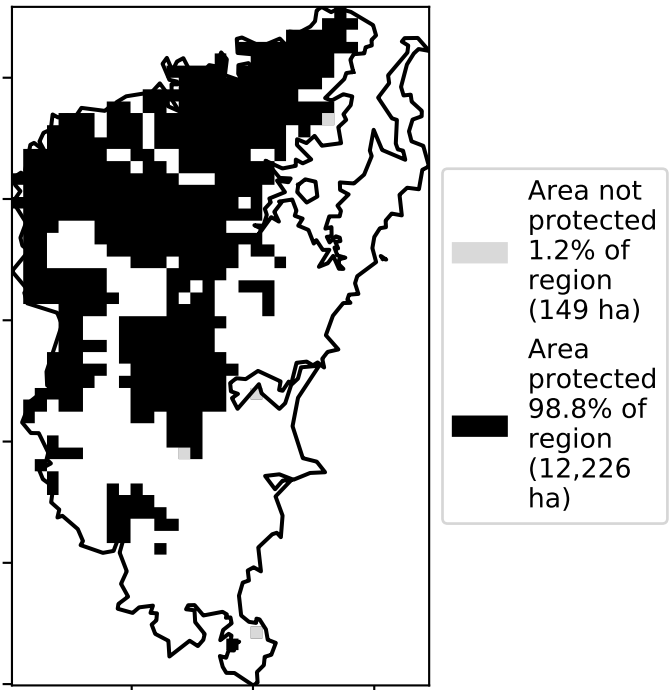 Area not
protected
1.2% of
region
(149 ha)
Area
protected
98.8% of
region
(12,226
ha)